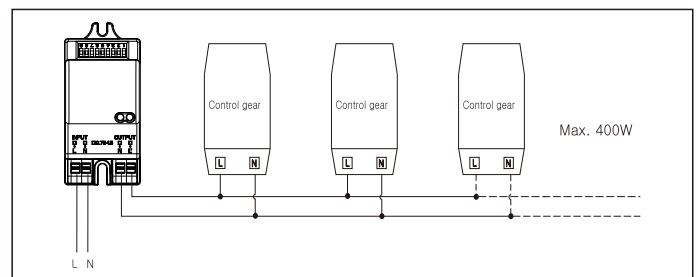 INPUT
OUTPUT
L N
N L
Control gear
L N
Control gear
L N
Control gear
L N
Max. 400W
L N